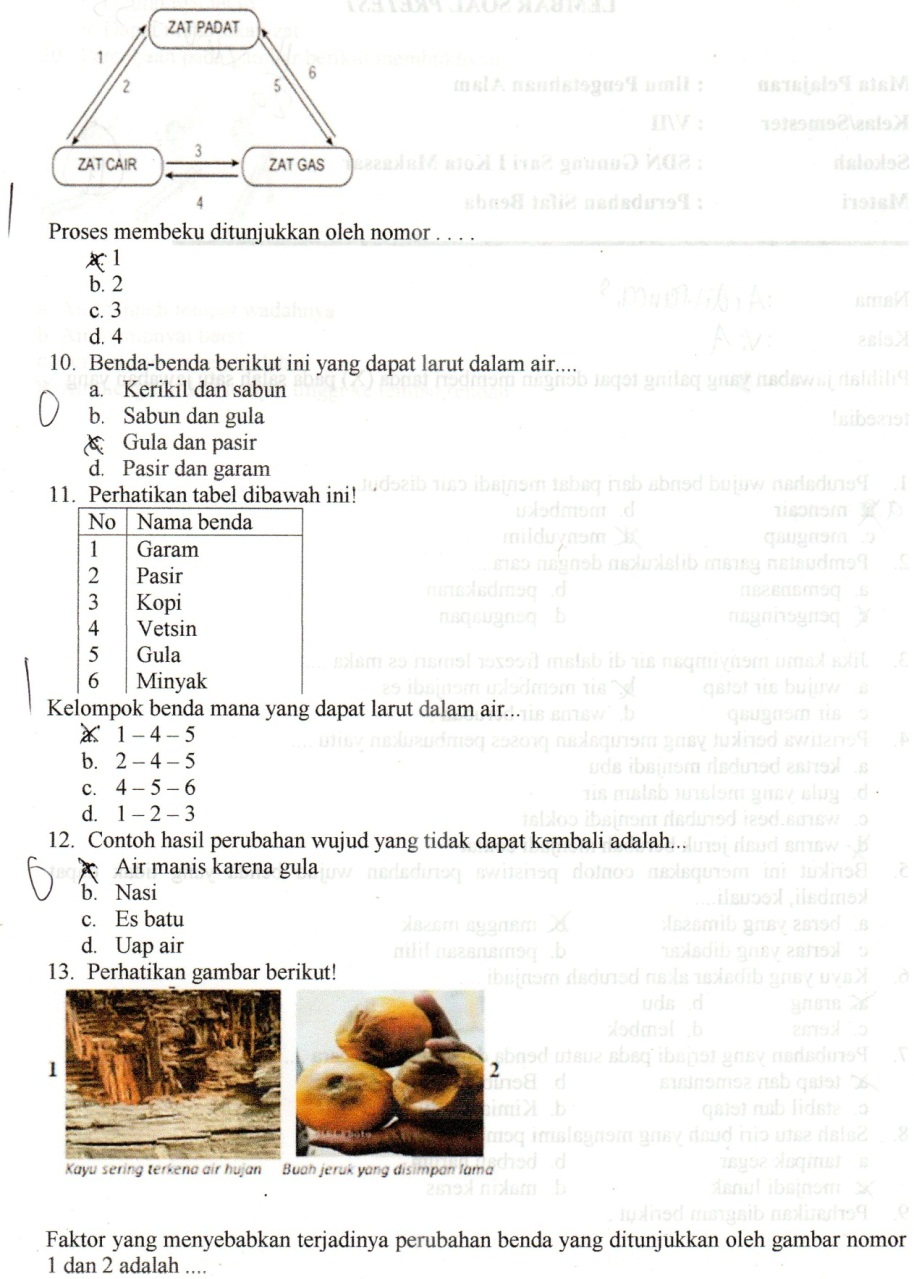 ZAT PADAT
1
2
5
6
ZAT CAIR
3
ZAT GAS
4
Proses membeku ditunjukkan oleh nomor . . . .
a. 1
b. 2
c. 3
d. 4
10. Benda-benda berikut ini yang dapat larut dalam air....
a. Kerikil dan sabun
b. Sabun dan gula
c. Gula dan pasir
d. Pasir dan garam
11. Perhatikan tabel dibawah ini!
No Nama benda
1 Garam
2 Pasir
3 Kopi
4 Vetsin
5 Gula
6 Minyak
Kelompok benda mana yang dapat larut dalam air...
a. 1 – 4 – 5
b. 2 – 4 – 5
c. 4 – 5 – 6
d. 1 – 2 – 3
12. Contoh hasil perubahan wujud yang tidak dapat kembali adalah...
a. Air manis karena gula
b. Nasi
c. Es batu
d. Uap air
13. Perhatikan gambar berikut!
1
2
Kayu sering terkena air hujan Buah jeruk yang disimpan lama
Faktor yang menyebabkan terjadinya perubahan benda yang ditunjukkan oleh gambar nomor
1 dan 2 adalah ....